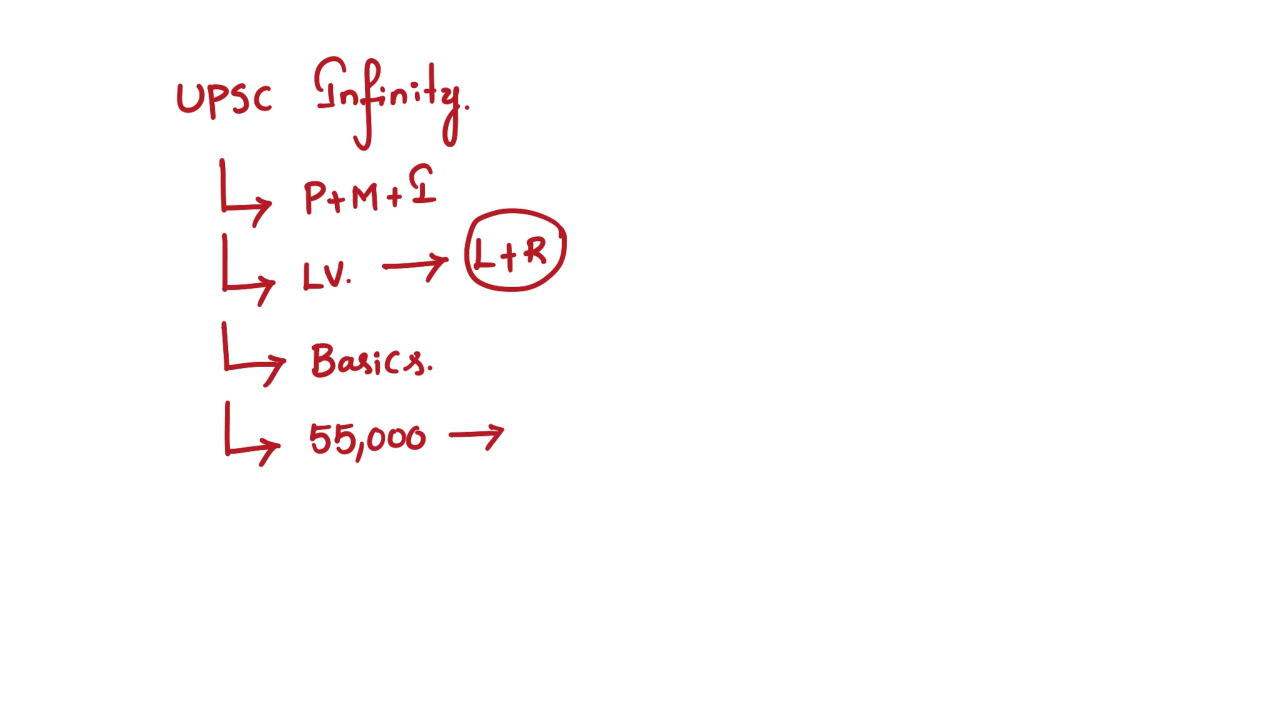 UPSC Infinity.
↳ P+M+I
↳ LV. → L+R
↳ Basics.
↳ 55,000 →